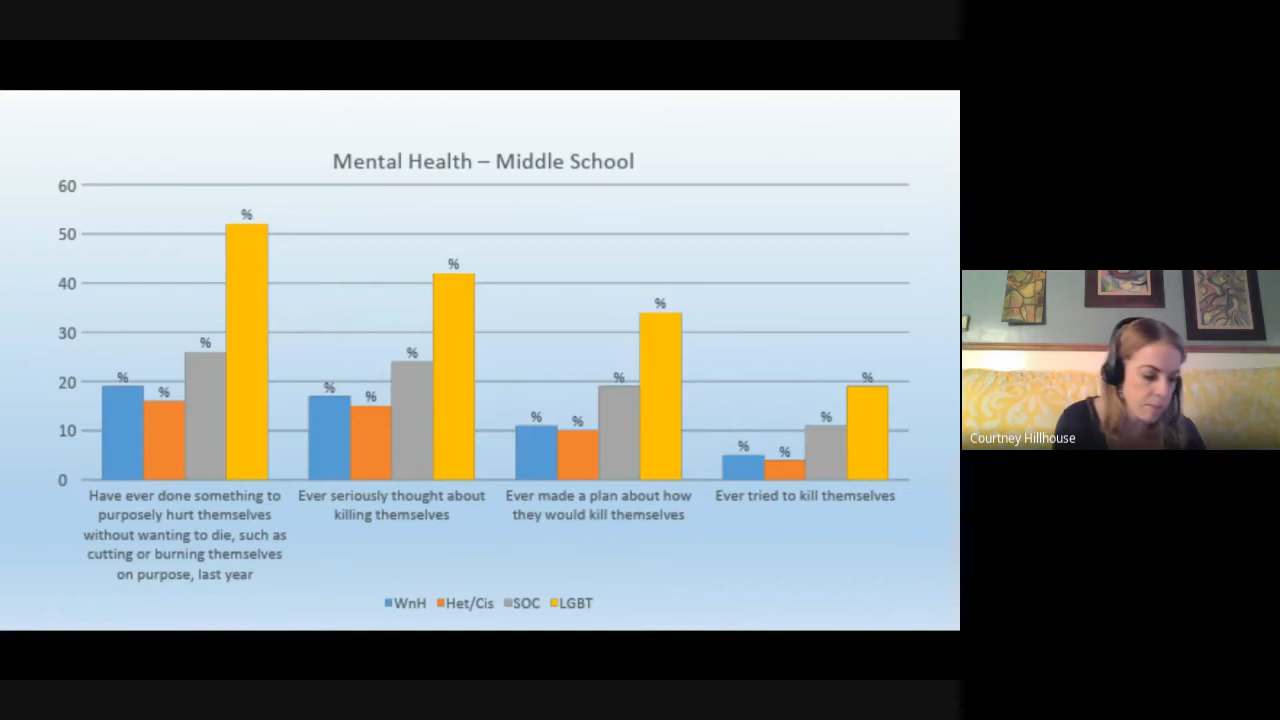 Mental Health – Middle School
60
50
40
30
20
10
0
% % % %
% % % %
% % % %
% % % %
Have ever done something to
purposely hurt themselves
without wanting to die, such as
cutting or burning themselves
on purpose, last year
Ever seriously thought about
killing themselves
Ever made a plan about how
they would kill themselves
Ever tried to kill themselves
WnH Het/Cis SOC LGBT
Courtney Hillhouse